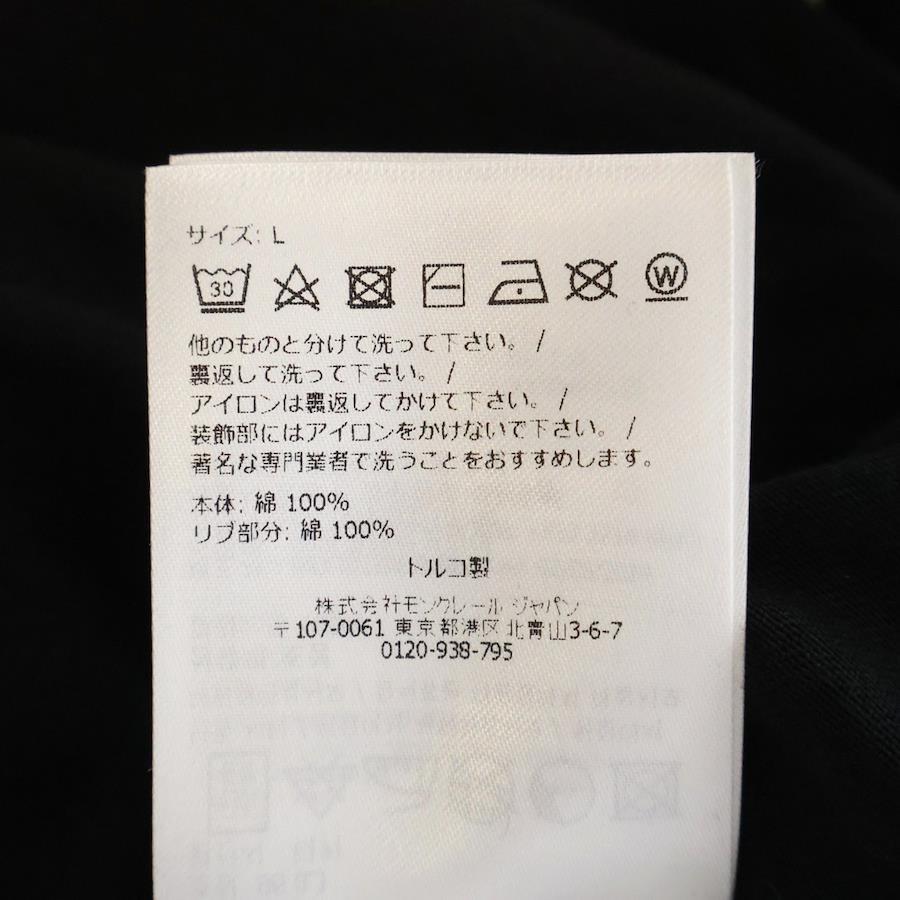 サイズ: L
30
W
他のものと分けて洗って下さい。 /
裏返して洗って下さい。 /
アイロンは裏返してかけて下さい。 /
装飾部にはアイロンをかけないで下さい。 /
著名な専門業者で洗うことをおすすめします。
本体: 綿 100%
リブ部分: 綿 100%
トルコ製
株式会社モンクレール ジャパン
〒107-0061 東京都港区 北青山3-6-7
0120-938-795